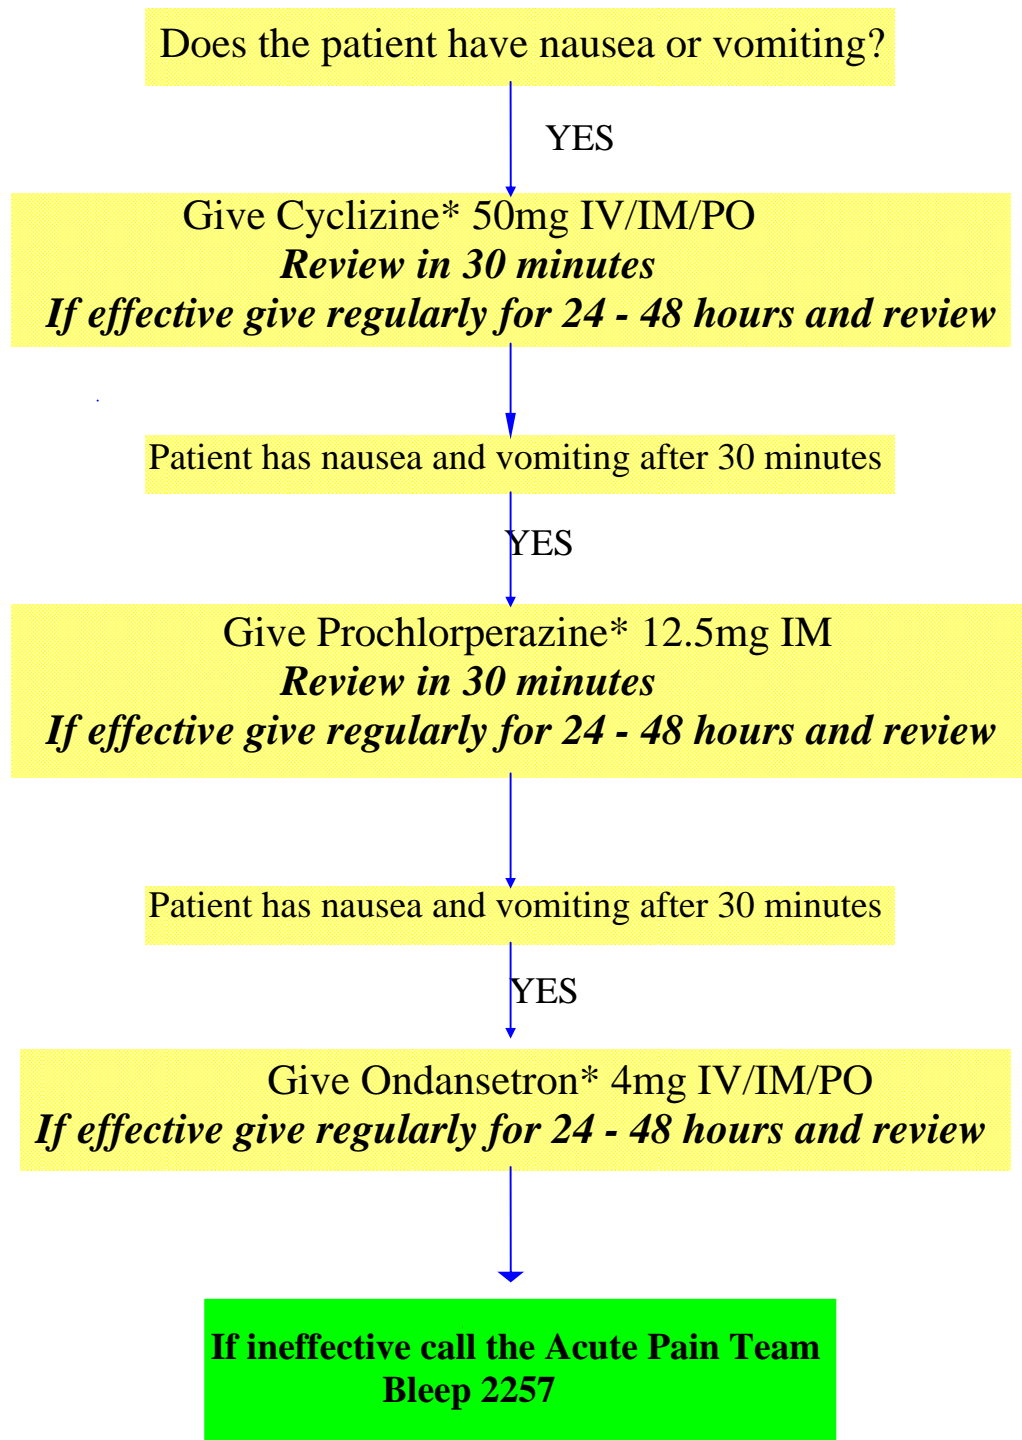 Does the patient have nausea or vomiting?
YES
Give Cyclizine* 50mg IV/IM/PO
Review in 30 minutes
If effective give regularly for 24 - 48 hours and review
Patient has nausea and vomiting after 30 minutes
YES
Give Prochlorperazine* 12.5mg IM
Review in 30 minutes
If effective give regularly for 24 - 48 hours and review
Patient has nausea and vomiting after 30 minutes
YES
Give Ondansetron* 4mg IV/IM/PO
If effective give regularly for 24 - 48 hours and review
If ineffective call the Acute Pain Team
Bleep 2257